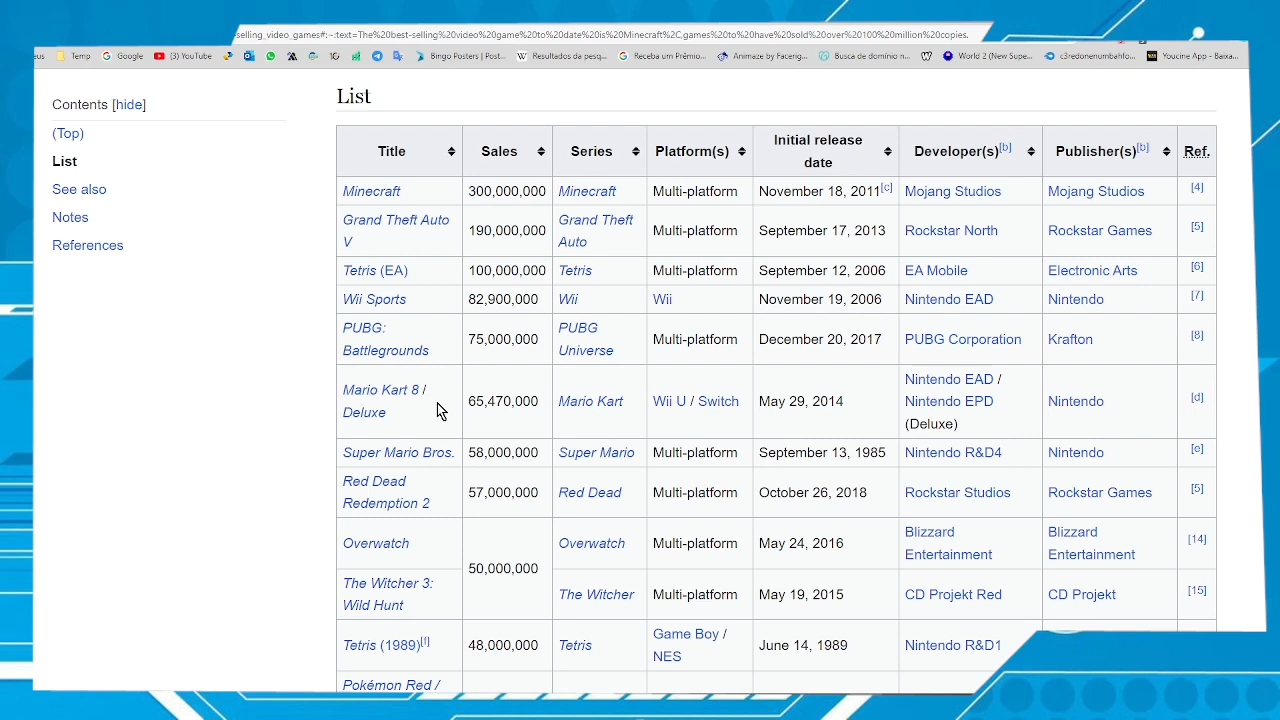 selling_video_games#:~:text=The%20best-selling%20video%20game%20to%20date%20is%20Minecraft%2C,games%20to%20have%20sold%20over%20100%20million%20copies.
eus Temp Google (3) YouTube Bingo Posters | Post... Resultados da pesq... Receba um Prêmio... Animaze by Facerig,... Busca de domínio n... World 2 (New Supe... c3redonenumbahlo... Youcine App - Baixa...
Contents [hide]
(Top)
List
See also
Notes
References
List
Title Sales Series Platform(s) Initial release date Developer(s)[b] Publisher(s)[b] Ref.
Minecraft 300,000,000 Minecraft Multi-platform November 18, 2011[c] Mojang Studios Mojang Studios [4]
Grand Theft Auto V 190,000,000 Grand Theft Auto Multi-platform September 17, 2013 Rockstar North Rockstar Games [5]
Tetris (EA) 100,000,000 Tetris Multi-platform September 12, 2006 EA Mobile Electronic Arts [6]
Wii Sports 82,900,000 Wii Wii November 19, 2006 Nintendo EAD Nintendo [7]
PUBG: Battlegrounds 75,000,000 PUBG Universe Multi-platform December 20, 2017 PUBG Corporation Krafton [8]
Mario Kart 8 / Deluxe 65,470,000 Mario Kart Wii U / Switch May 29, 2014 Nintendo EAD / Nintendo EPD (Deluxe) Nintendo [d]
Super Mario Bros. 58,000,000 Super Mario Multi-platform September 13, 1985 Nintendo R&D4 Nintendo [e]
Red Dead Redemption 2 57,000,000 Red Dead Multi-platform October 26, 2018 Rockstar Studios Rockstar Games [5]
Overwatch 50,000,000 Overwatch Multi-platform May 24, 2016 Blizzard Entertainment Blizzard Entertainment [14]
The Witcher 3: Wild Hunt The Witcher Multi-platform May 19, 2015 CD Projekt Red CD Projekt [15]
Tetris (1989)[f] 48,000,000 Tetris Game Boy / NES June 14, 1989 Nintendo R&D1
Pokémon Red /